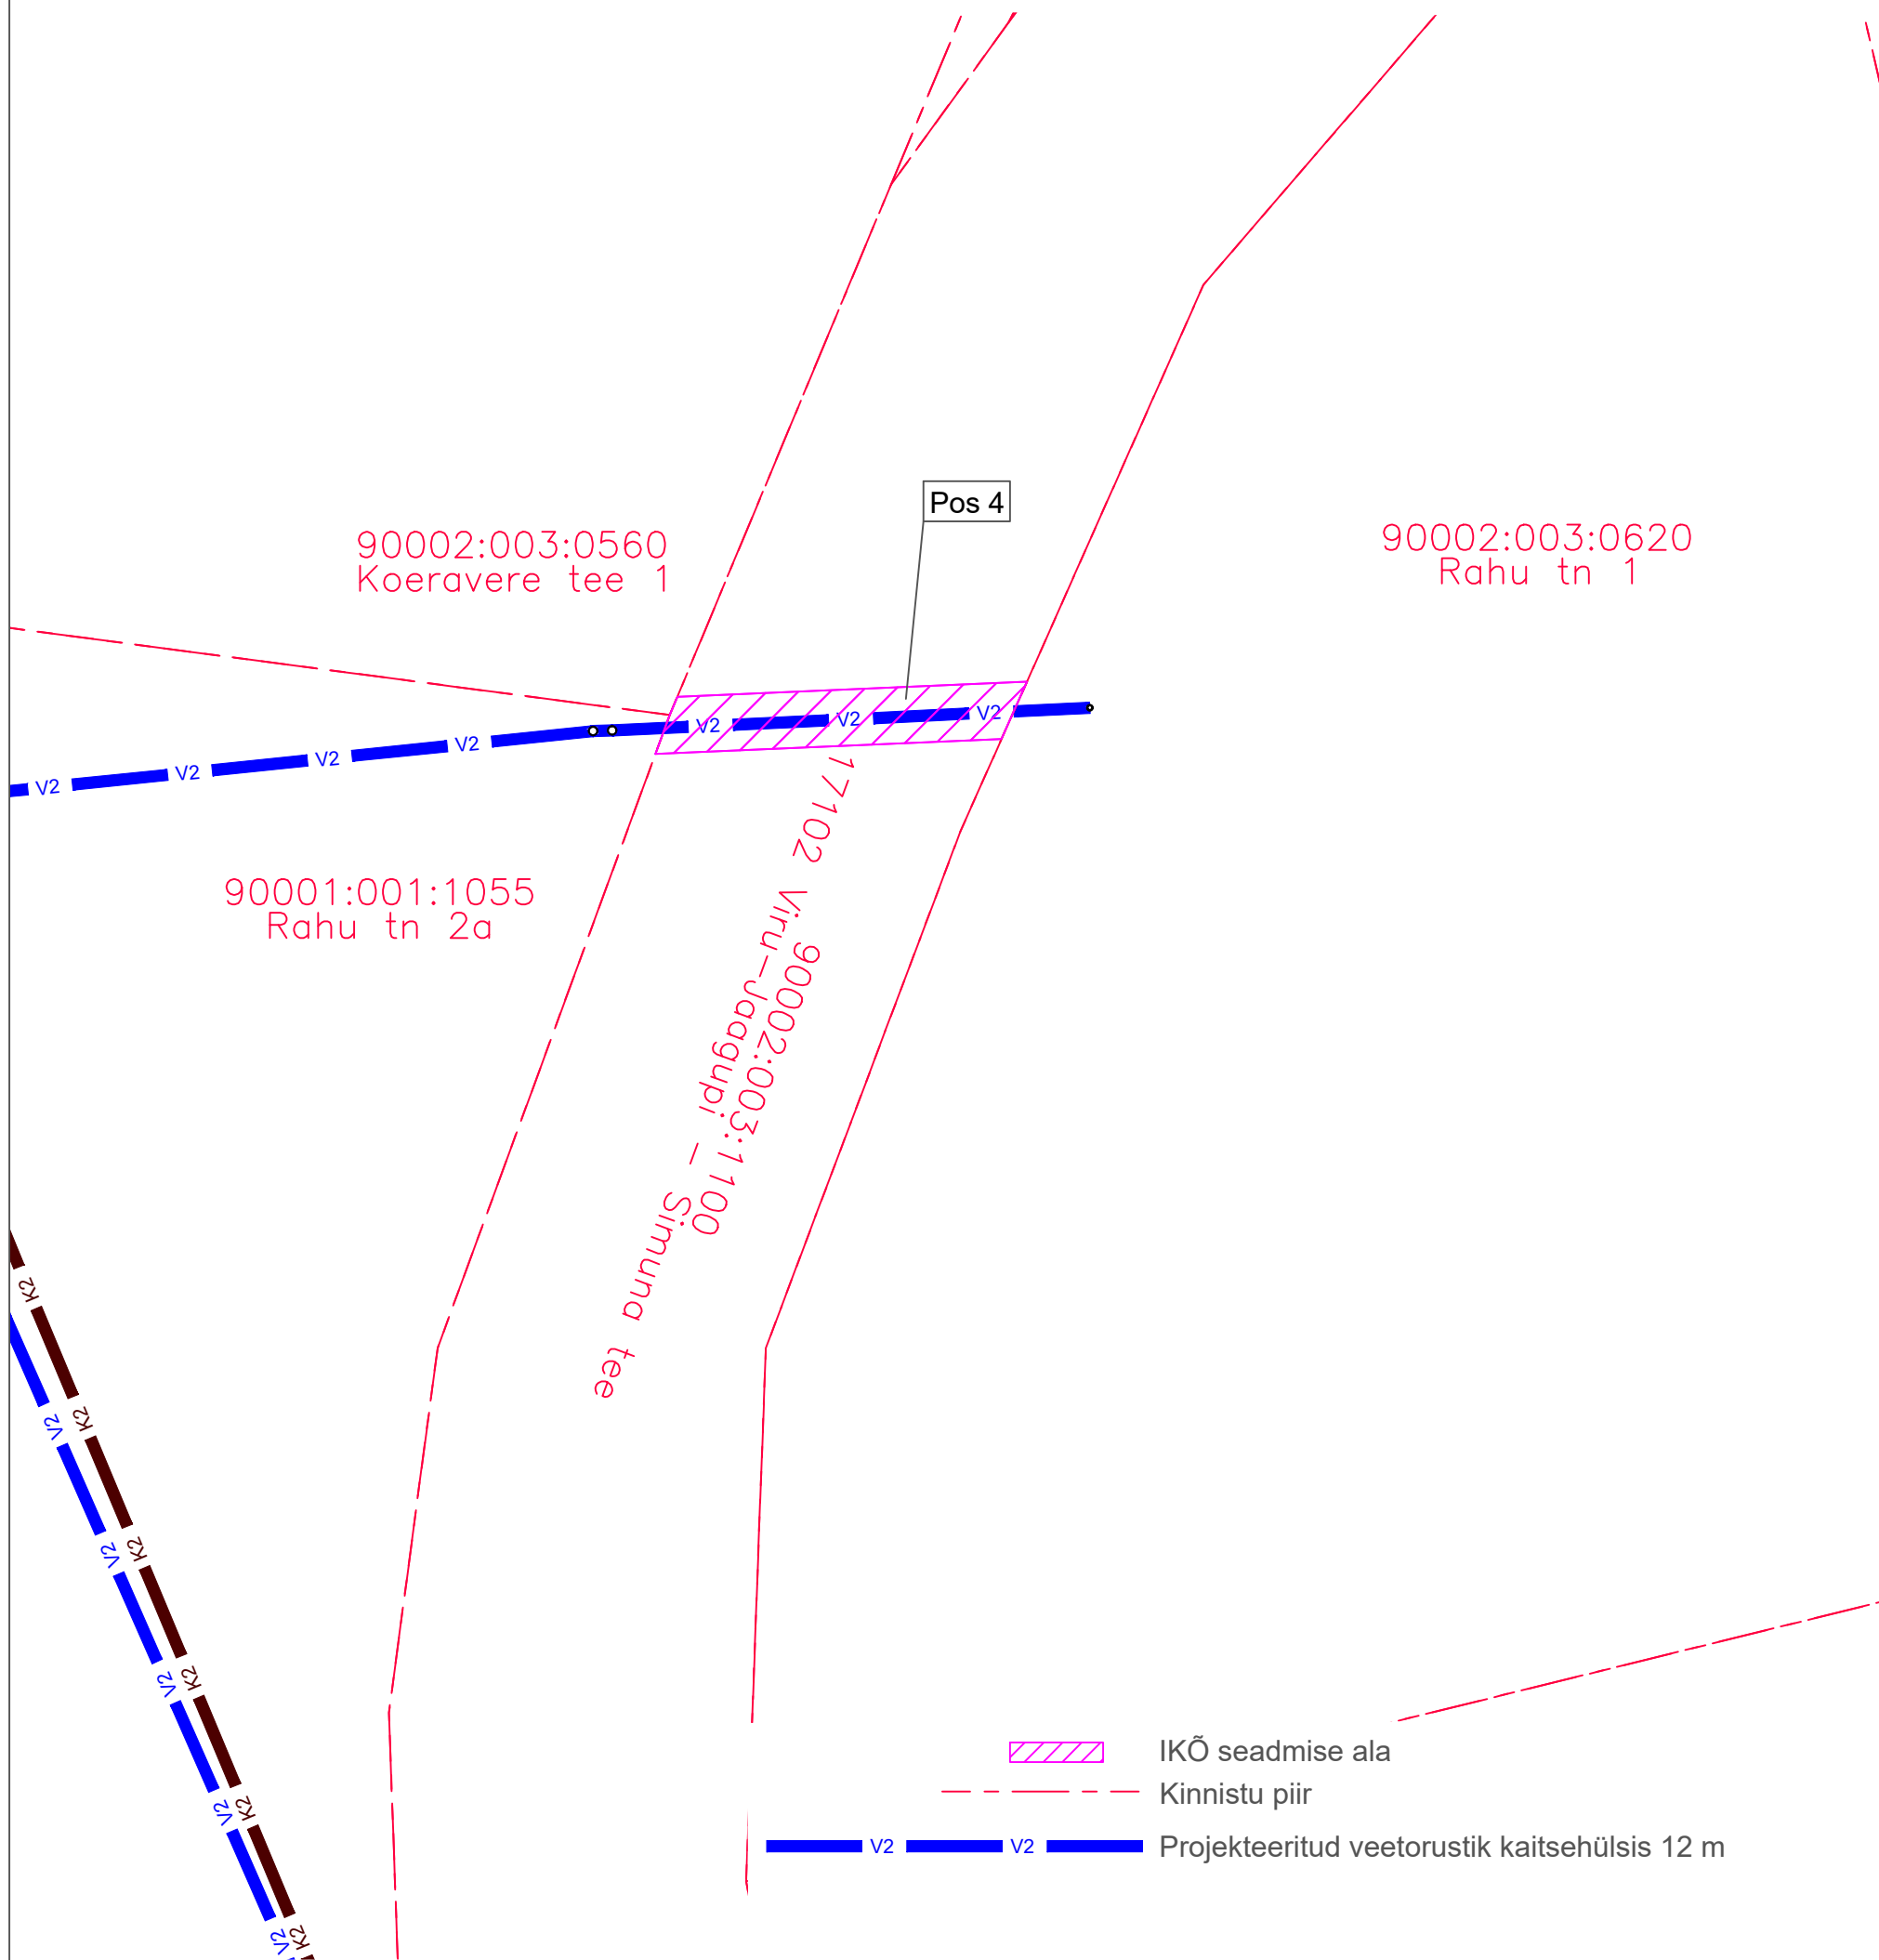 Pos 4
90002:003:0560
Koeravere tee 1
90002:003:0620
Rahu tn 1
V2
V2
V2
V2
V2
V2
V2
90001:001:1055
Rahu tn 2a
90002:003:1100
17102 Viru-Jaagupi - Simuna tee
K2
K2
K2
K2
K2
K2
V2
V2
V2
V2
V2
IKÕ seadmise ala
Kinnistu piir
V2 V2 Projekteeritud veetorustik kaitsehülsis 12 m